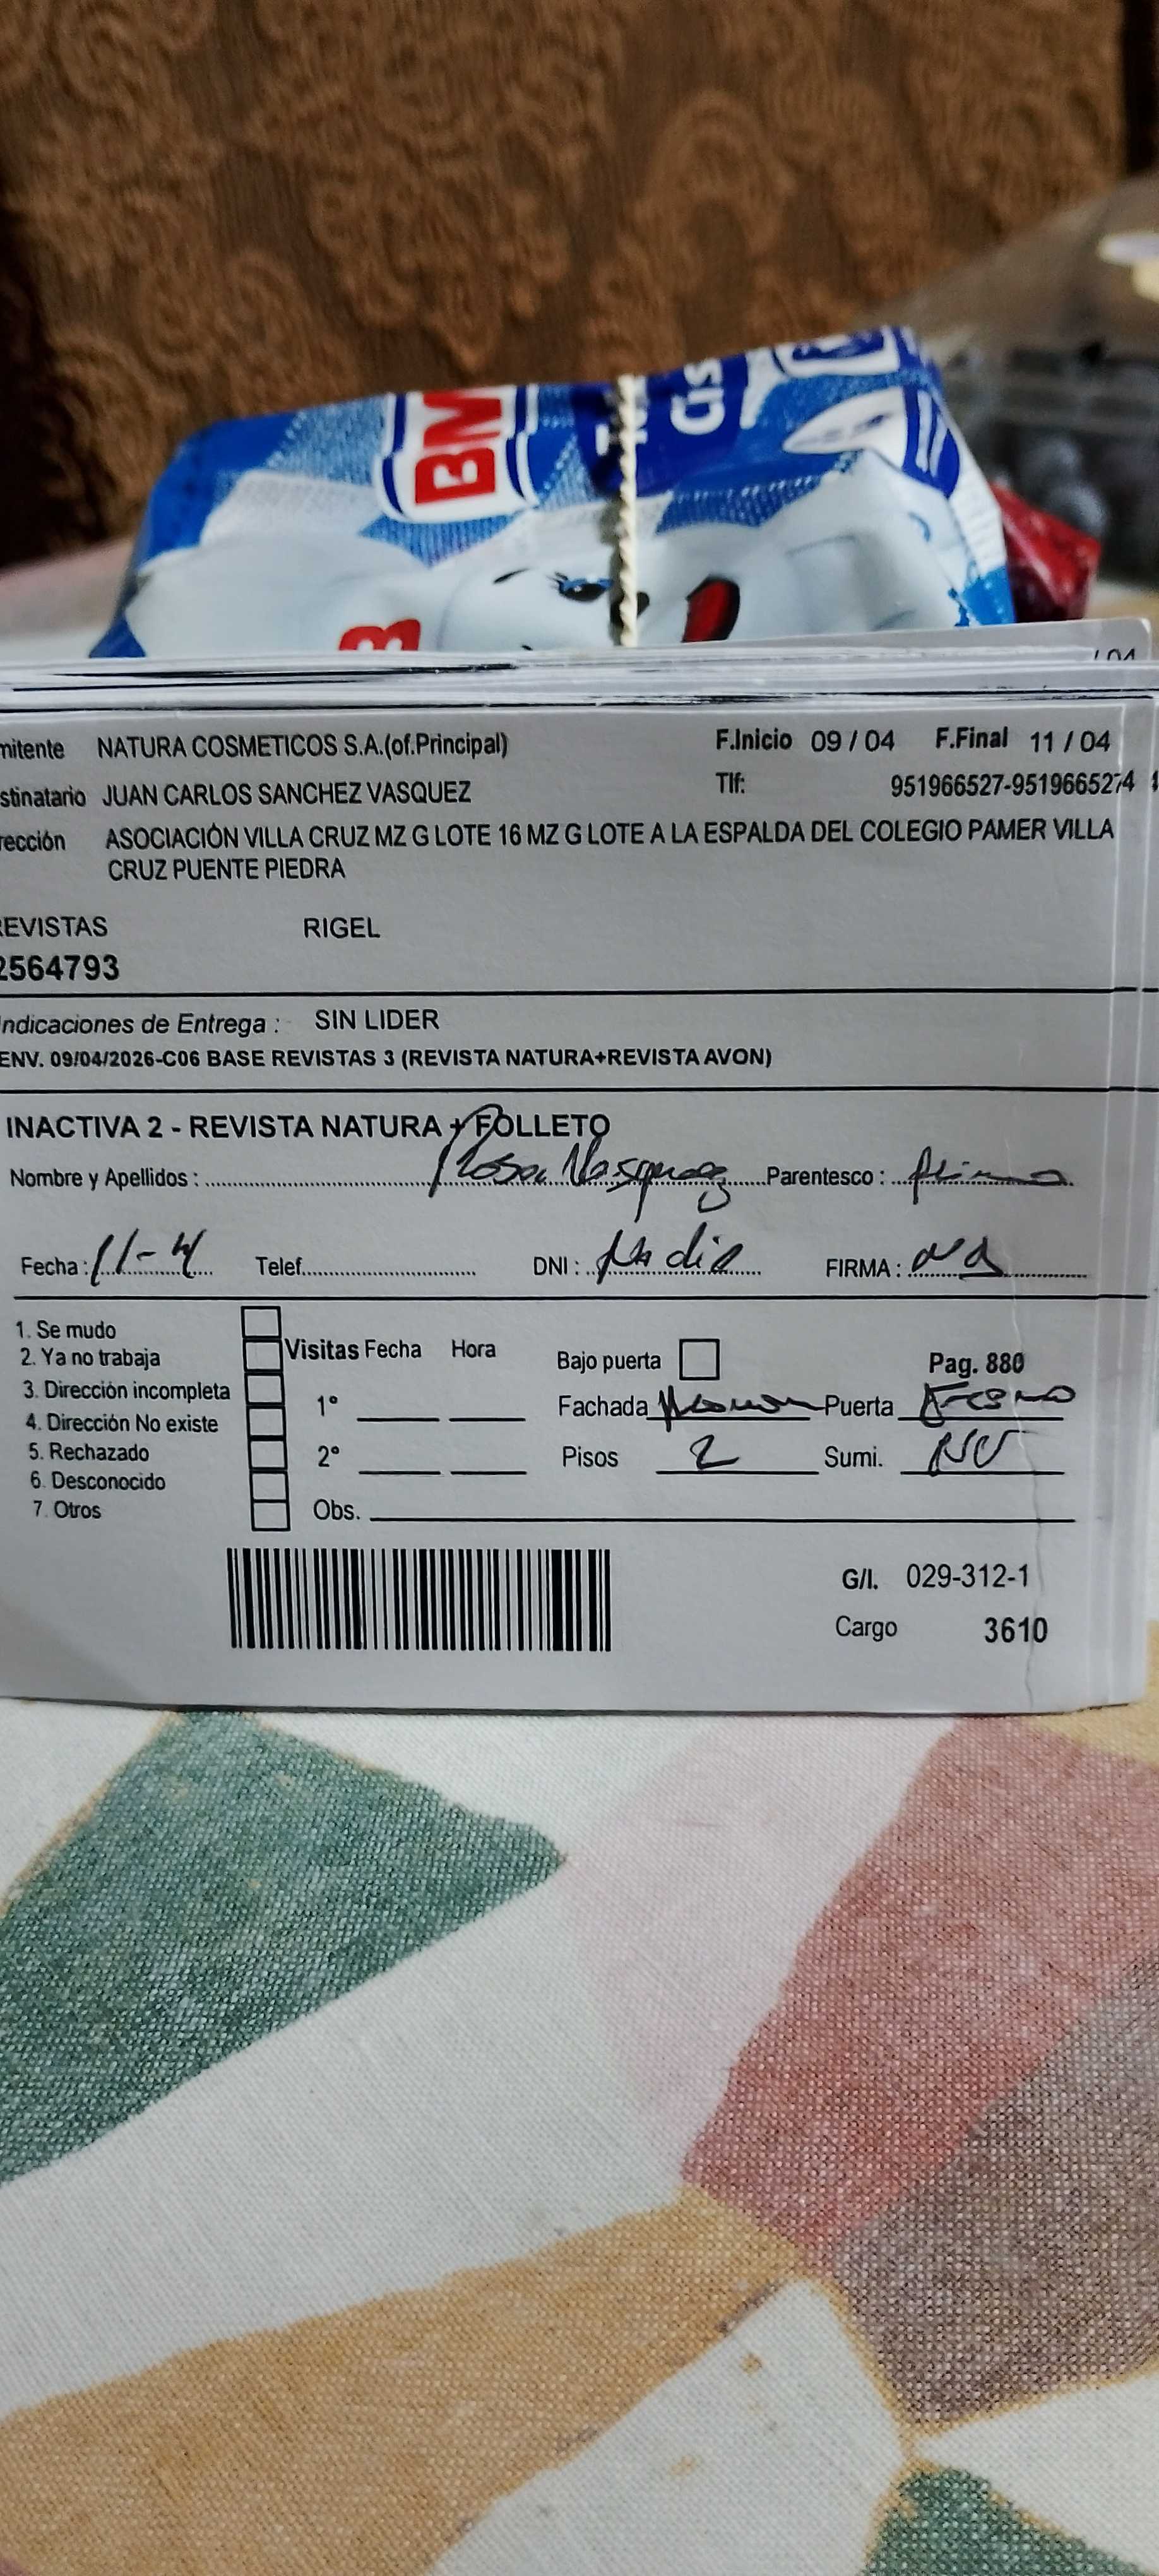 BM
/ 04
mitente NATURA COSMETICOS S.A.(of.Principal) F.Inicio 09 / 04 F.Final 11 / 04
stinatario JUAN CARLOS SANCHEZ VASQUEZ Tlf: 951966527-951966527
rección ASOCIACIÓN VILLA CRUZ MZ G LOTE 16 MZ G LOTE A LA ESPALDA DEL COLEGIO PAMER VILLA
CRUZ PUENTE PIEDRA
REVISTAS RIGEL
2564793
Indicaciones de Entrega : SIN LIDER
ENV. 09/04/2026-C06 BASE REVISTAS 3 (REVISTA NATURA+REVISTA AVON)
INACTIVA 2 - REVISTA NATURA + FOLLETO
Nombre y Apellidos : Rosa Vasquez Parentesco :
Fecha : 11-4 Telef. DNI : FIRMA :
1. Se mudo
2. Ya no trabaja
3. Dirección incompleta
4. Dirección No existe
5. Rechazado
6. Desconocido
7. Otros
Visitas Fecha Hora
1°
2°
Obs.
Bajo puerta Pag. 880
Fachada Puerta
Pisos 2 Sumi.
G/I. 029-312-1
Cargo 3610